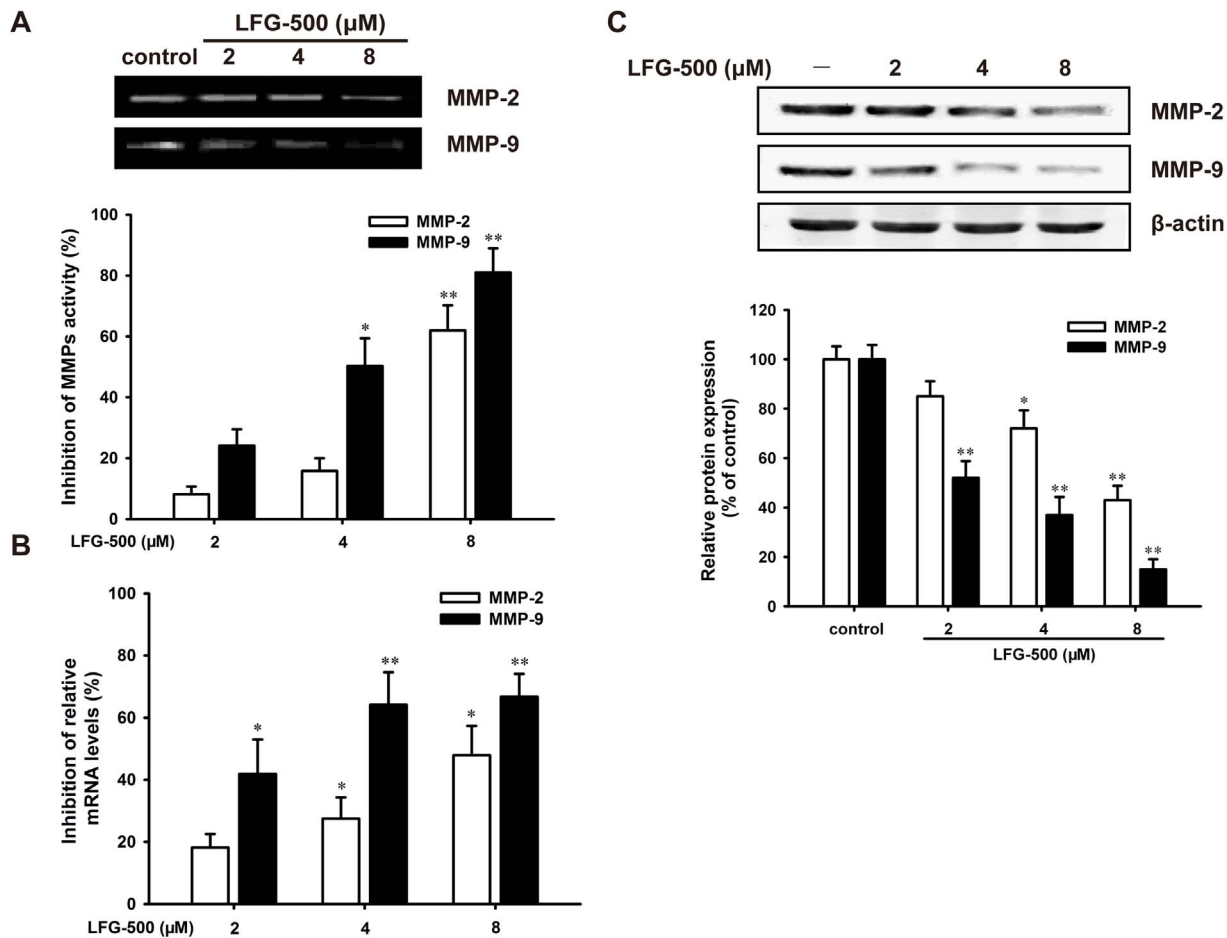 A
LFG-500 (μM)
control 2 4 8
MMP-2
MMP-9
100
80
60
40
20
0
Inhibition of MMPs activity (%)
MMP-2
MMP-9
*
**
**
LFG-500 (μM) 2 4 8
B
100
80
60
40
20
0
Inhibition of relative
mRNA levels (%)
MMP-2
MMP-9
*
*
**
*
**
LFG-500 (μM) 2 4 8
C
LFG-500 (μM) – 2 4 8
MMP-2
MMP-9
β-actin
120
100
80
60
40
20
0
Relative protein expression
(% of control)
MMP-2
MMP-9
**
*
**
**
**
control 2 4 8
LFG-500 (μM)